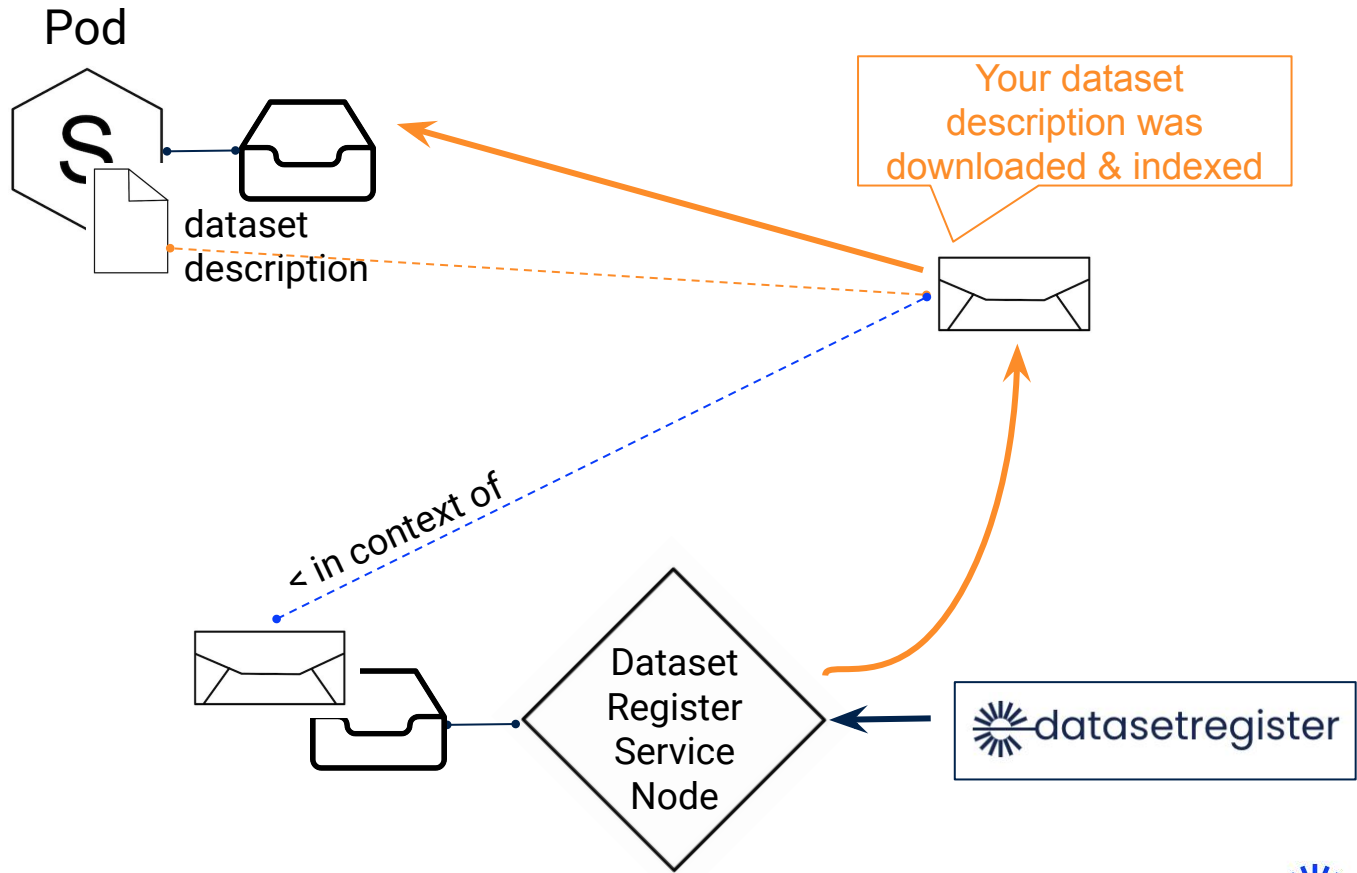 Pod
S
Your dataset
description was
downloaded & indexed
dataset
description
< in context of
Dataset
Register
Service
Node
datasetregister